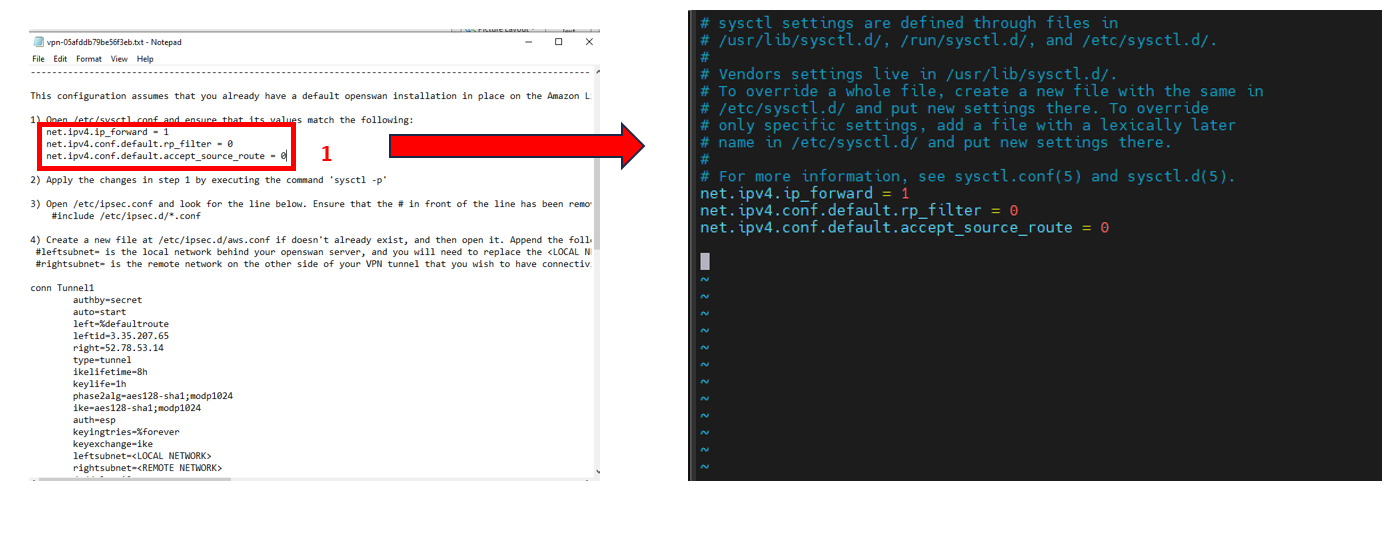 vpn-05afddb79be56f3eb.txt - Notepad
File Edit Format View Help
--------------------------------------------------------------------------------------------------------
This configuration assumes that you already have a default openswan installation in place on the Amazon
1) Open /etc/sysctl.conf and ensure that its values match the following:
net.ipv4.ip_forward = 1
net.ipv4.conf.default.rp_filter = 0
net.ipv4.conf.default.accept_source_route = 0
1
2) Apply the changes in step 1 by executing the command 'sysctl -p'
3) Open /etc/ipsec.conf and look for the line below. Ensure that the # in front of the line has been
#include /etc/ipsec.d/*.conf
4) Create a new file at /etc/ipsec.d/aws.conf if doesn't already exist, and then open it. Append the
#leftsubnet= is the local network behind your openswan server, and you will need to replace the <LOCAL
#rightsubnet= is the remote network on the other side of your VPN tunnel that you wish to have
conn Tunnel1
authby=secret
auto=start
left=%defaultroute
leftid=3.35.207.65
right=52.78.53.14
type=tunnel
ikelifetime=8h
keylife=1h
phase2alg=aes128-sha1;modp1024
ike=aes128-sha1;modp1024
auth=esp
keyingtries=%forever
keyexchange=ike
leftsubnet=<LOCAL NETWORK>
rightsubnet=<REMOTE NETWORK>
# sysctl settings are defined through files in
# /usr/lib/sysctl.d/, /run/sysctl.d/, and /etc/sysctl.d/.
#
# Vendors settings live in /usr/lib/sysctl.d/.
# To override a whole file, create a new file with the same in
# /etc/sysctl.d/ and put new settings there. To override
# only specific settings, add a file with a lexically later
# name in /etc/sysctl.d/ and put new settings there.
#
# For more information, see sysctl.conf(5) and sysctl.d(5).
net.ipv4.ip_forward = 1
net.ipv4.conf.default.rp_filter = 0
net.ipv4.conf.default.accept_source_route = 0
~
~
~
~
~
~
~
~
~
~
~
~